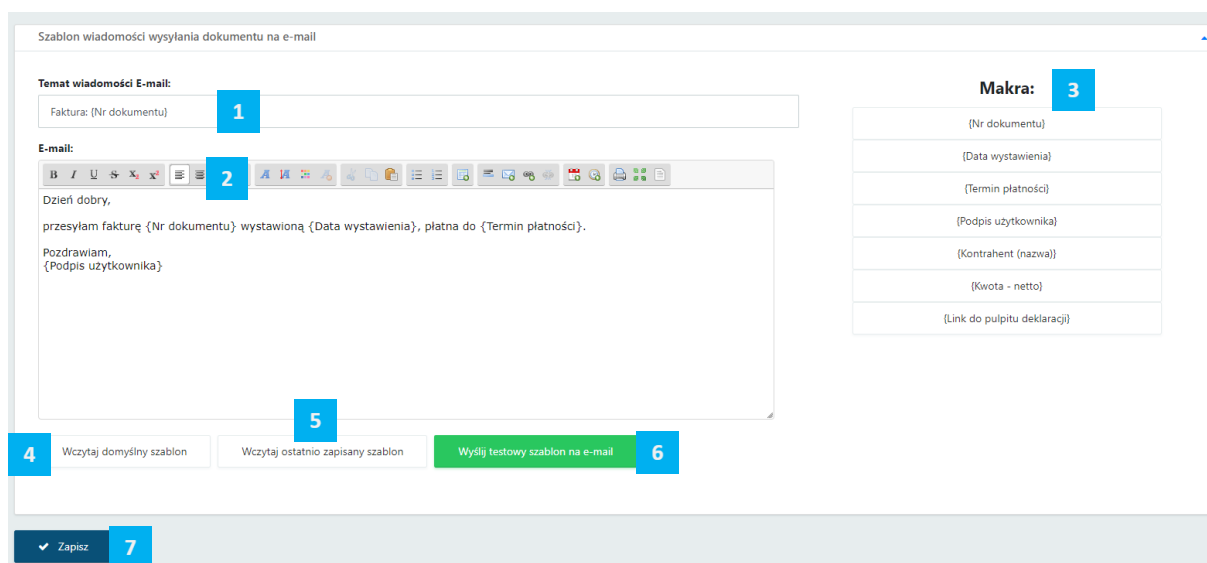 Szablon wiadomości wysyłania dokumentu na e-mail
Temat wiadomości E-mail:
Faktura: {Nr dokumentu}
1
E-mail:
B I U S X₂ X²
2
Dzień dobry,
przesyłam fakturę {Nr dokumentu} wystawioną {Data wystawienia}, płatna do {Termin płatności}.
Pozdrawiam,
{Podpis użytkownika}
Makra:
3
{Nr dokumentu}
{Data wystawienia}
{Termin płatności}
{Podpis użytkownika}
{Kontrahent (nazwa)}
{Kwota - netto}
{Link do pulpitu deklaracji}
4
Wczytaj domyślny szablon
5
Wczytaj ostatnio zapisany szablon
Wyślij testowy szablon na e-mail
6
Zapisz
7